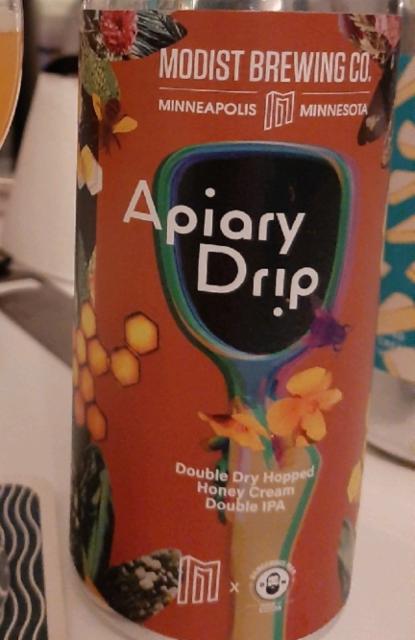 MODIST BREWING CO.
MINNEAPOLIS MINNESOTA
Apiary
Drip
Double Dry Hopped
Honey Cream
Double IPA
x